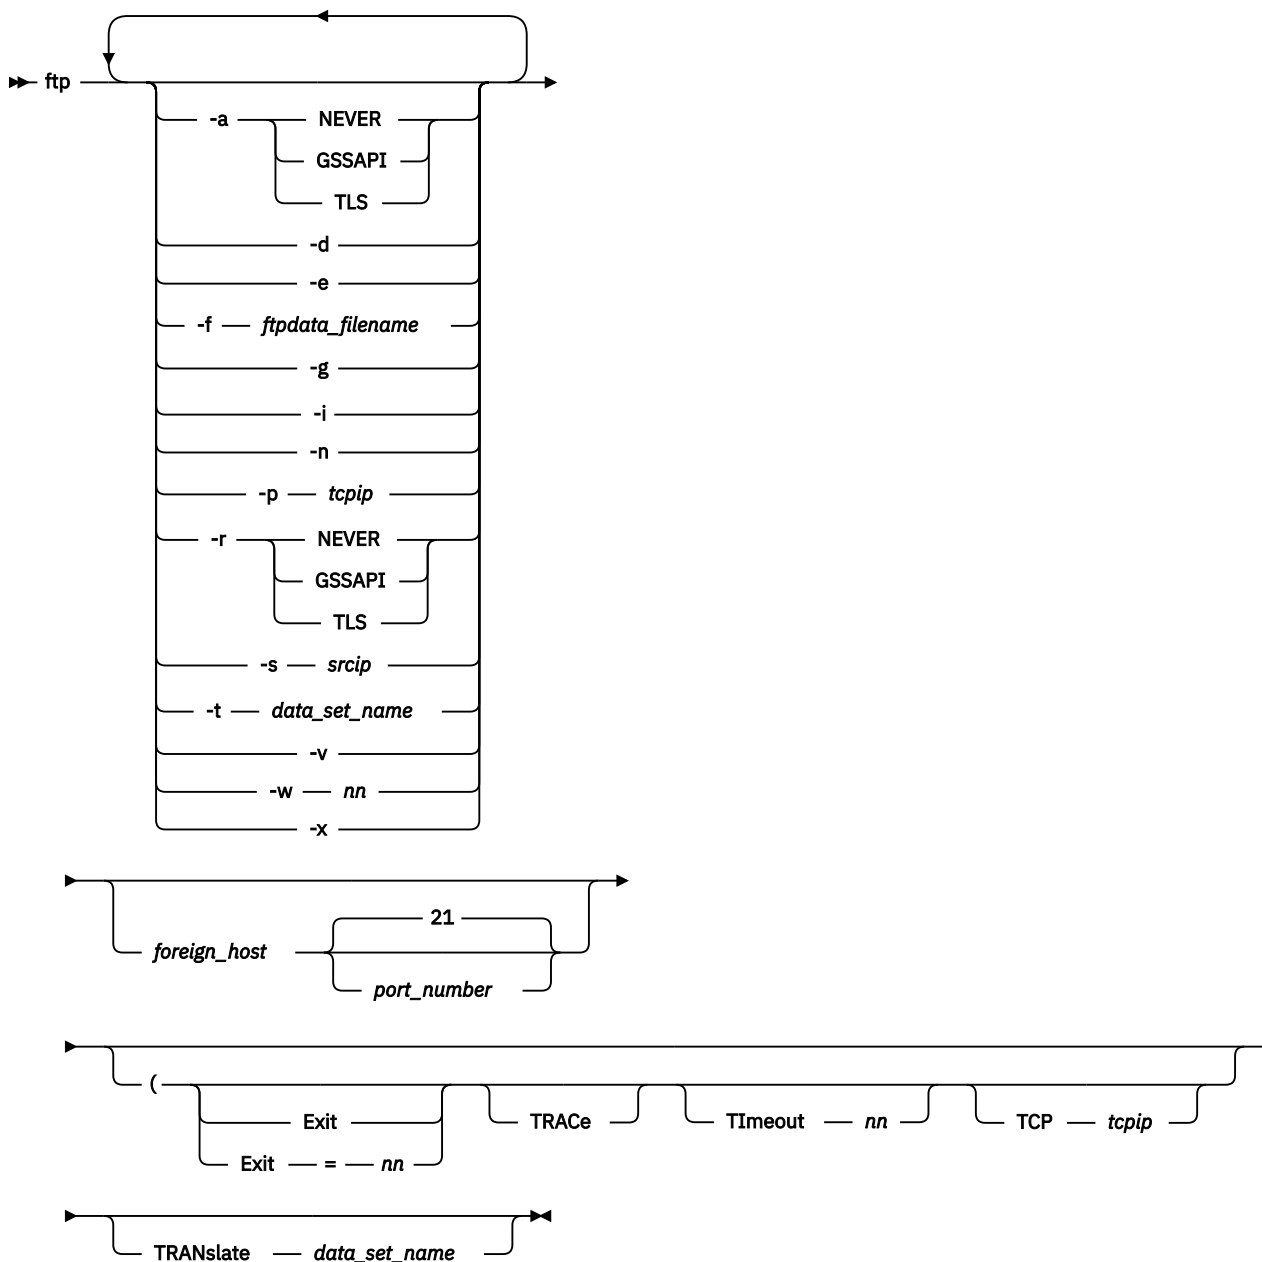 ftp
-a NEVER
GSSAPI
TLS
-d
-e
-f ftpdata_filename
-g
-i
-n
-p tcpip
-r NEVER
GSSAPI
TLS
-s srcip
-t data_set_name
-v
-w nn
-x
21
foreign_host
port_number
(
Exit TRACe TImeout nn TCP tcpip
Exit = nn
TRANslate data_set_name